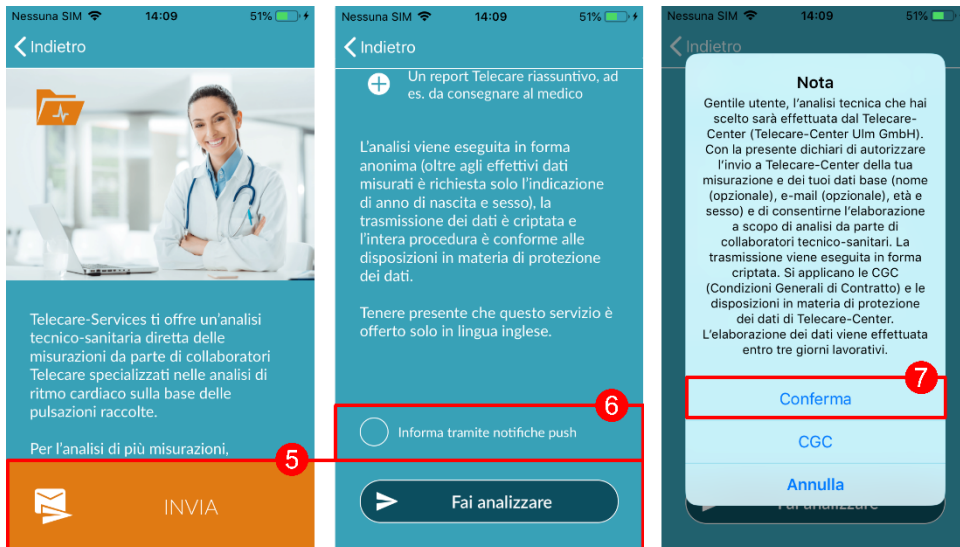 Nessuna SIM 14:09 51%
Indietro
Telecare-Services ti offre un'analisi
tecnico-sanitaria diretta delle
misurazioni da parte di collaboratori
Telecare specializzati nelle analisi di
ritmo cardiaco sulla base delle
pulsazioni raccolte.
Per l'analisi di più misurazioni,
5
INVIA
Nessuna SIM 14:09 51%
Indietro
Un report Telecare riassuntivo, ad
es. da consegnare al medico
L'analisi viene eseguita in forma
anonima (oltre agli effettivi dati
misurati è richiesta solo l'indicazione
di anno di nascita e sesso), la
trasmissione dei dati è criptata e
l'intera procedura è conforme alle
disposizioni in materia di protezione
dei dati.
Tenere presente che questo servizio è
offerto solo in lingua inglese.
6
Informa tramite notifiche push
Fai analizzare
Nessuna SIM 14:09 51%
Indietro
Nota
Gentile utente, l'analisi tecnica che hai
scelto sarà effettuata dal Telecare-
Center (Telecare-Center Ulm GmbH).
Con la presente dichiari di autorizzare
l'invio a Telecare-Center della tua
misurazione e dei tuoi dati base (nome
(opzionale), e-mail (opzionale), età e
sesso) e di consentirne l'elaborazione
a scopo di analisi da parte di
collaboratori tecnico-sanitari. La
trasmissione viene eseguita in forma
criptata. Si applicano le CGC
(Condizioni Generali di Contratto) e le
disposizioni in materia di protezione
dei dati di Telecare-Center.
L'elaborazione dei dati viene effettuata
entro tre giorni lavorativi.
7
Conferma
CGC
Annulla
Fai analizzare